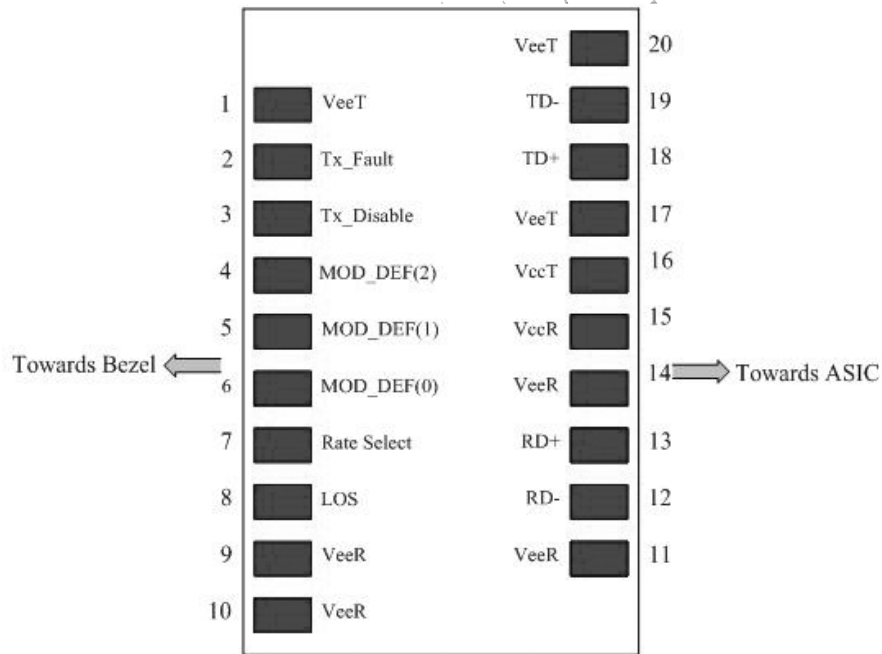 VeeT 20
1 VeeT TD- 19
2 Tx_Fault TD+ 18
3 Tx_Disable VeeT 17
4 MOD_DEF(2) VccT 16
5 MOD_DEF(1) VccR 15
Towards Bezel
6 MOD_DEF(0) VeeR 14
Towards ASIC
7 Rate Select RD+ 13
8 LOS RD- 12
9 VeeR VeeR 11
10 VeeR